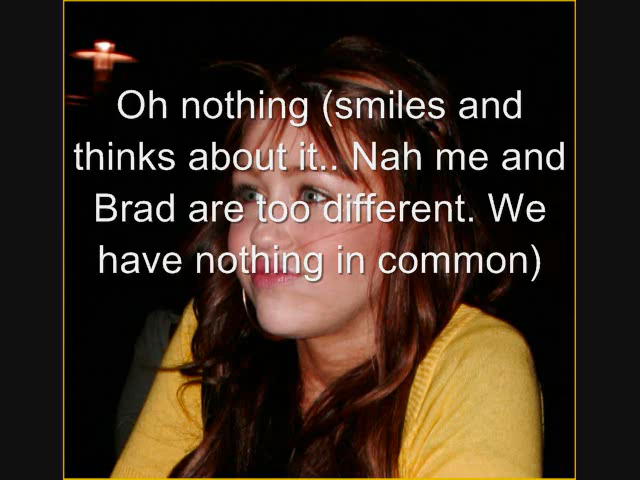 Oh nothing (smiles and
thinks about it.. Nah me and
Brad are too different. We
have nothing in common)